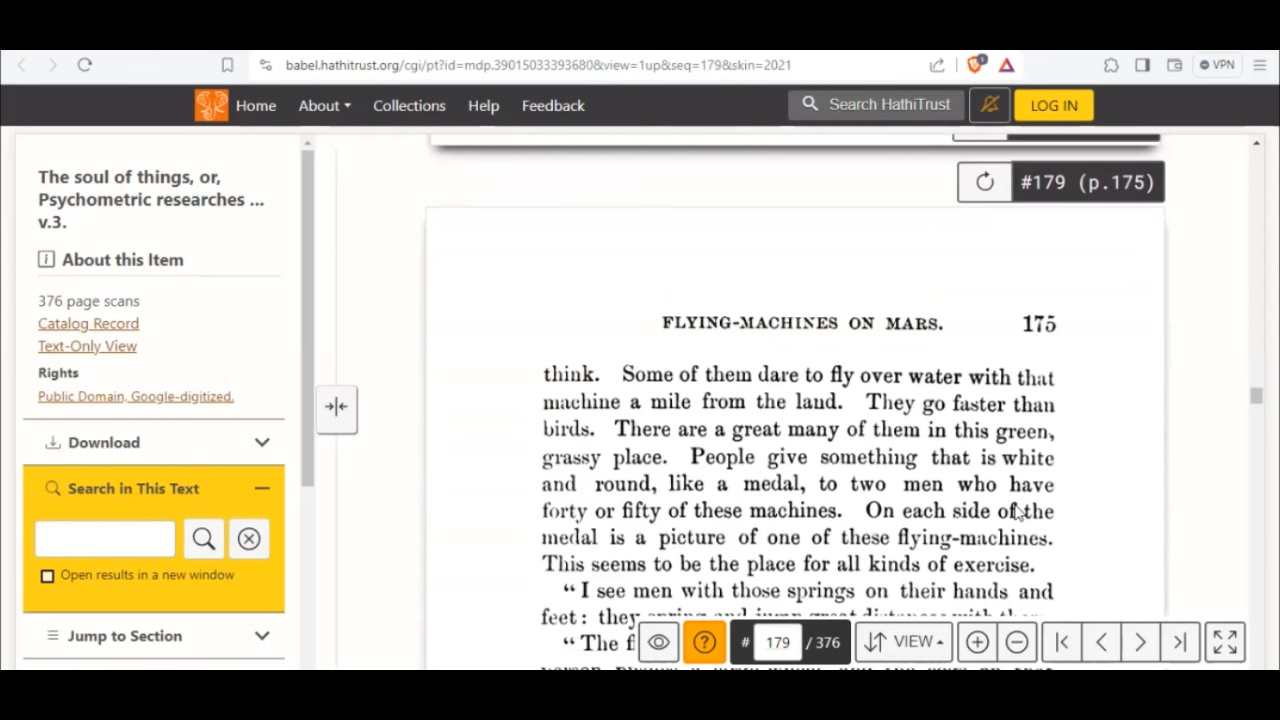 babel.hathitrust.org/cgi/pt?id=mdp.39015033393680&view=1up&seq=179&skin=2021
1
VPN
Home
About
Collections
Help
Feedback
Search HathiTrust
LOG IN
The soul of things, or,
Psychometric researches ...
v.3.
About this Item
376 page scans
Catalog Record
Text-Only View
Rights
Public Domain, Google-digitized.
Download
Search in This Text
Open results in a new window
Jump to Section
#179 (p.175)
FLYING-MACHINES ON MARS. 175
think. Some of them dare to fly over water with that
machine a mile from the land. They go faster than
birds. There are a great many of them in this green,
grassy place. People give something that is white
and round, like a medal, to two men who have
forty or fifty of these machines. On each side of the
medal is a picture of one of these flying-machines.
This seems to be the place for all kinds of exercise.
“ I see men with those springs on their hands and
feet : they spring and jump great distances with them.
“ The f
# 179 / 376
VIEW